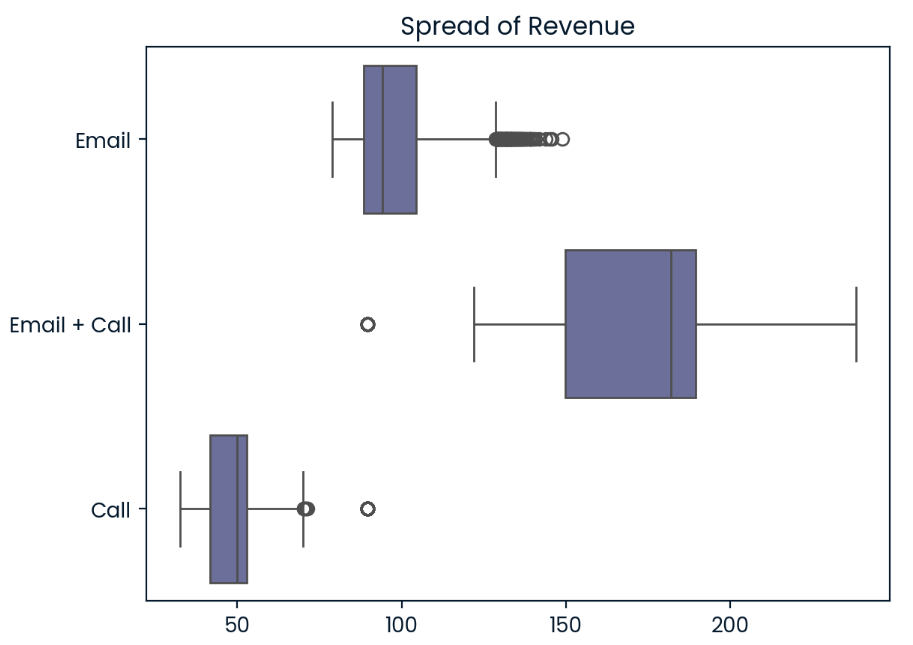 Spread of Revenue
Email
Email + Call
Call
50 100 150 200